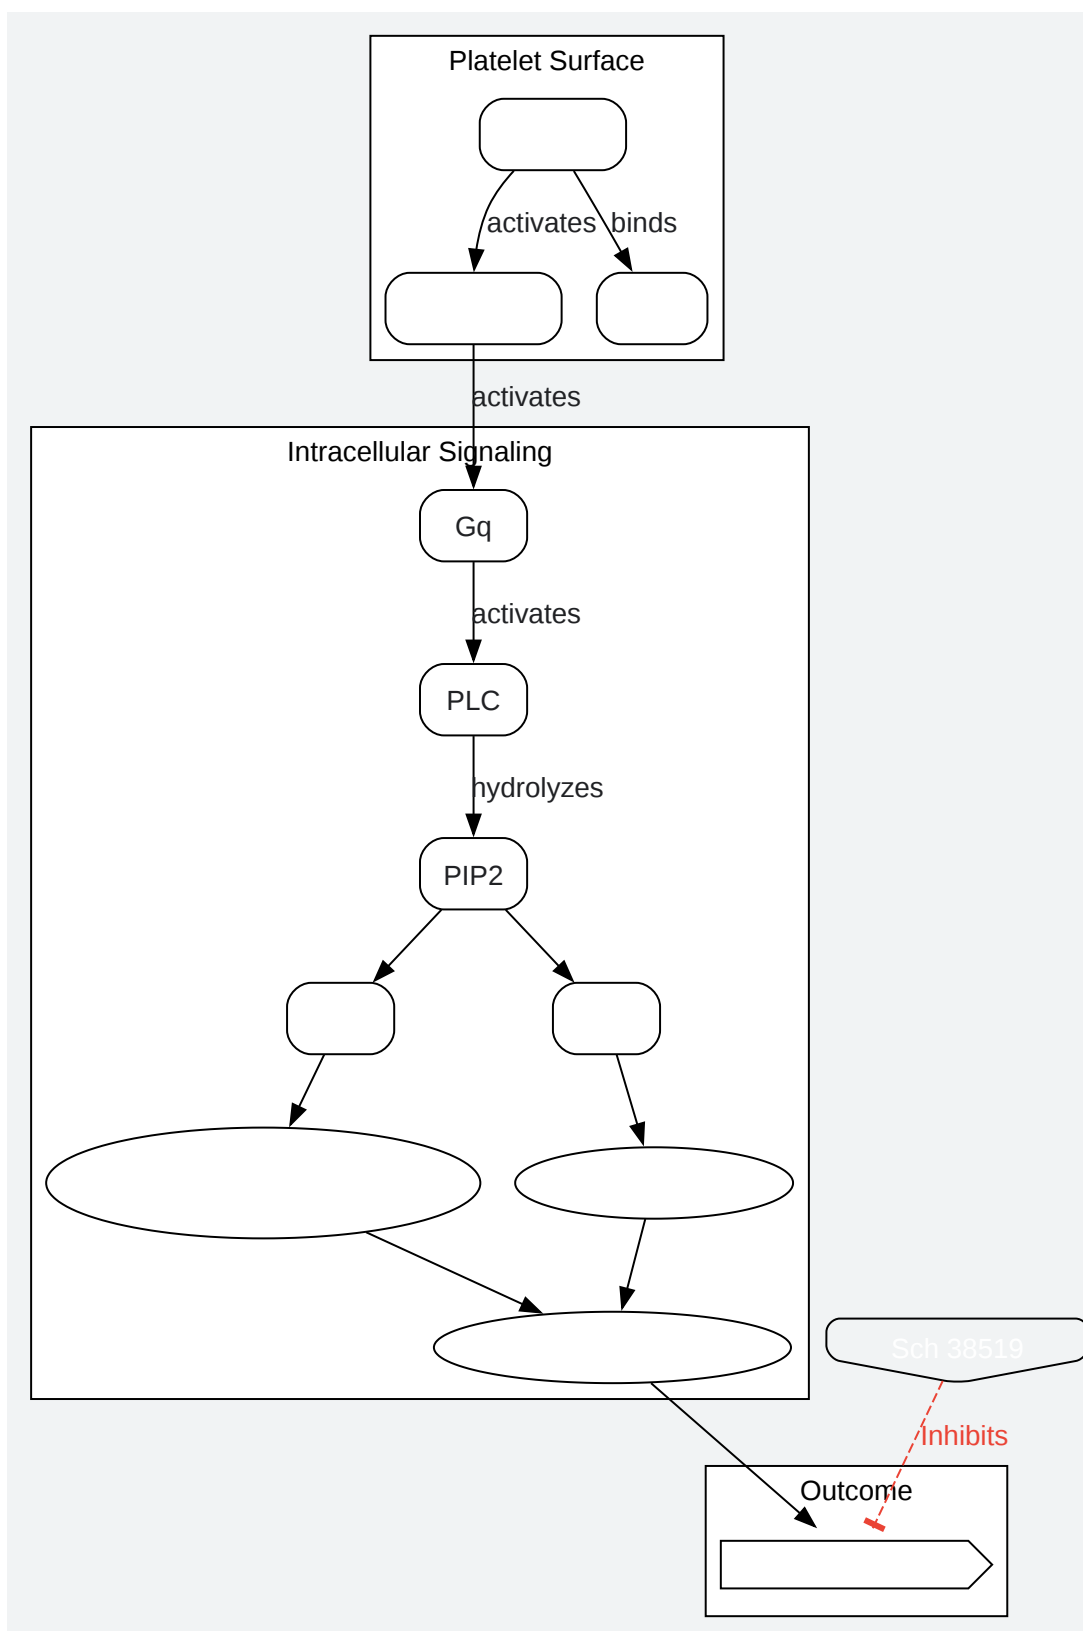 Platelet Surface
activates
binds
activates
Intracellular Signaling
Gq
activates
PLC
hydrolyzes
PIP2
Sch 38519
Inhibits
Outcome